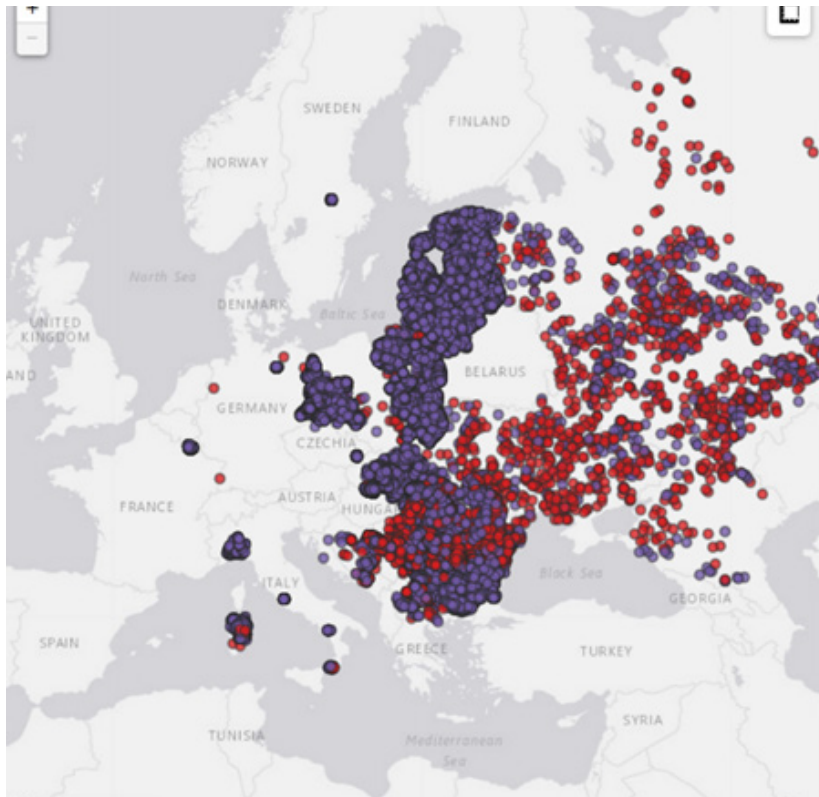 +
−
SWEDEN
FINLAND
NORWAY
North Sea
DENMARK
Baltic Sea
UNITED
KINGDOM
AND
BELARUS
GERMANY
CZECHIA
FRANCE
AUSTRIA
HUNGA
ITALY
Black Sea
GEORGIA
SPAIN
GREECE
TURKEY
SYRIA
TUNISIA
Mediterranean
Sea